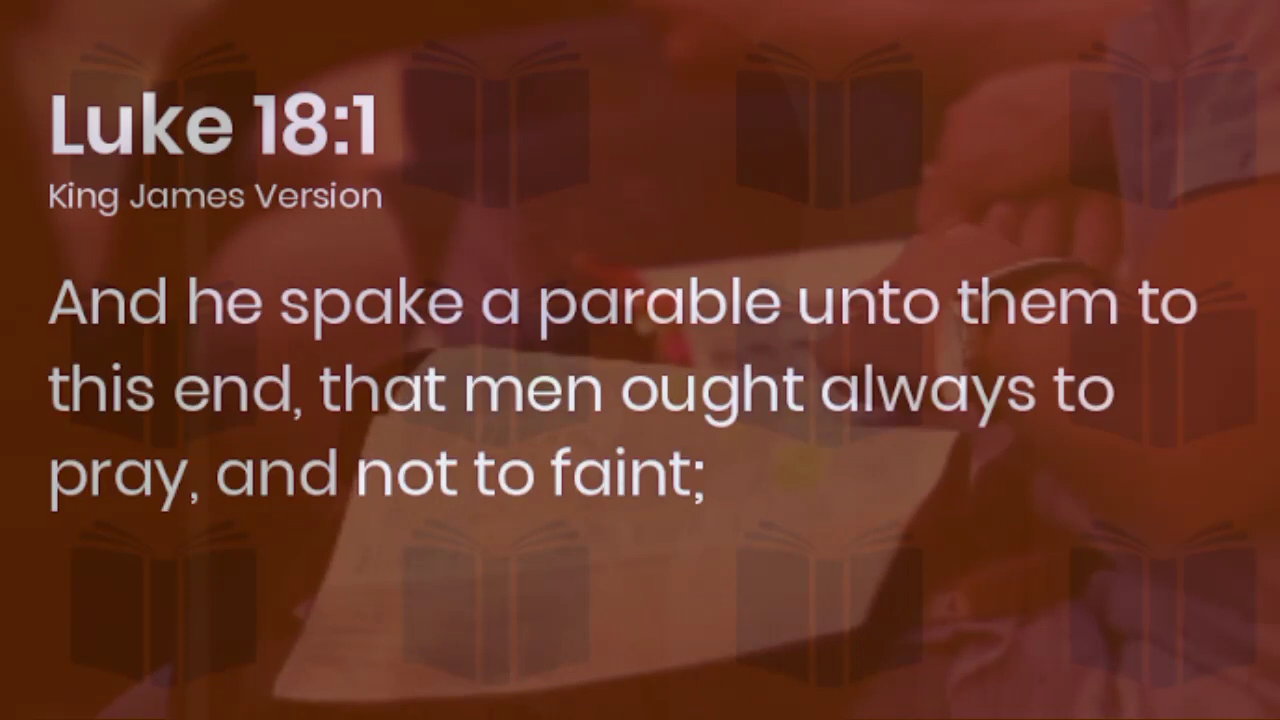 Luke 18:1
King James Version
And he spake a parable unto them to
this end, that men ought always to
pray, and not to faint;